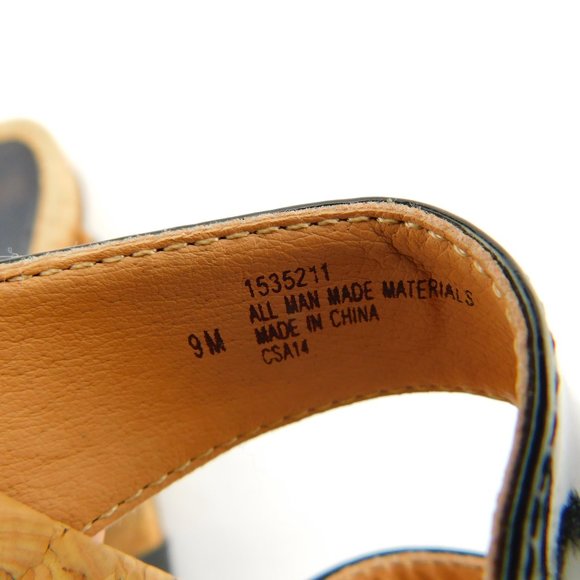 1535211
ALL MAN MADE MATERIALS
9M MADE IN CHINA
CSA14